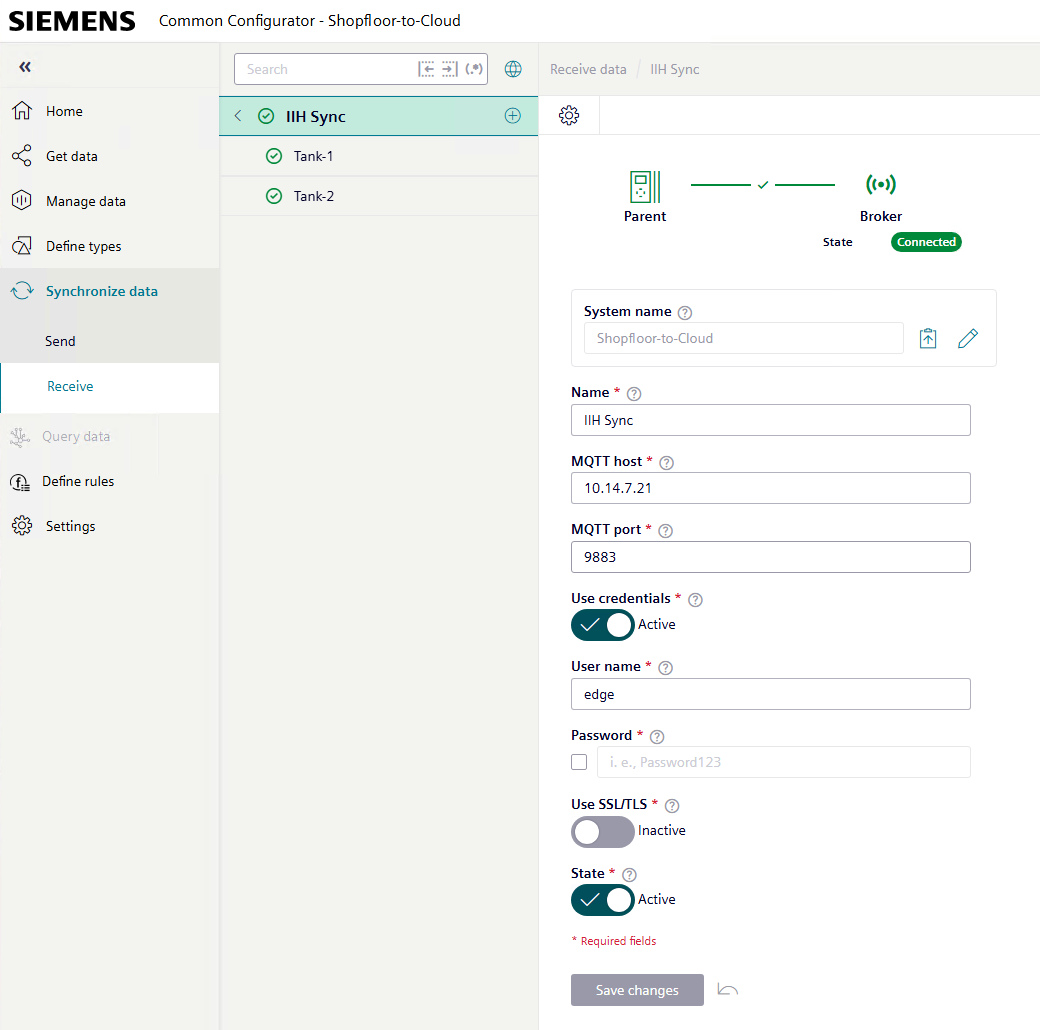 SIEMENS Common Configurator - Shopfloor-to-Cloud
Home
Get data
Manage data
Define types
Synchronize data
Send
Receive
Query data
Define rules
Settings
Search
(.*)
IIH Sync
Tank-1
Tank-2
Receive data / IIH Sync
Parent
Broker
State
Connected
System name
Shopfloor-to-Cloud
Name *
IIH Sync
MQTT host *
10.14.7.21
MQTT port *
9883
Use credentials *
Active
User name *
edge
Password *
i. e., Password123
Use SSL/TLS *
Inactive
State *
Active
* Required fields
Save changes